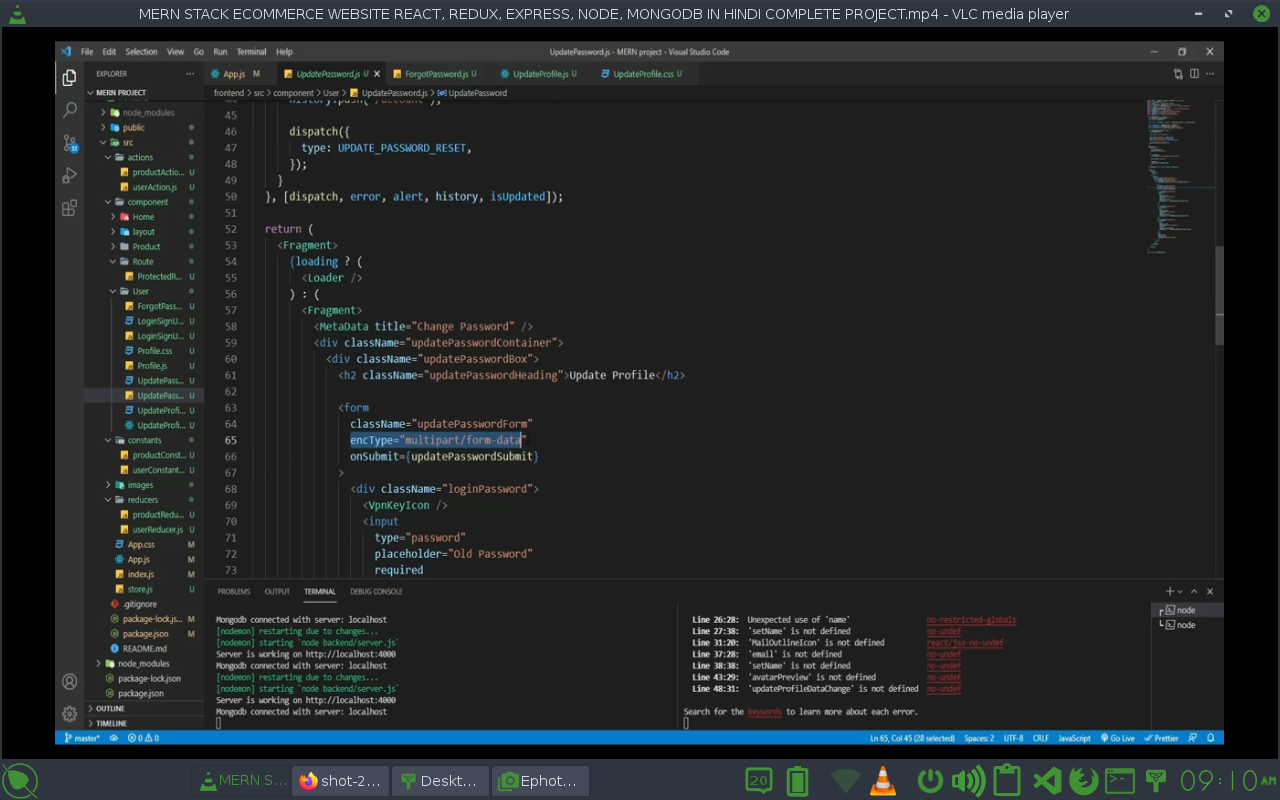 MERN STACK ECOMMERCE WEBSITE REACT, REDUX, EXPRESS, NODE, MONGODB IN HINDI COMPLETE PROJECT.mp4 - VLC media player
File Edit Selection View Go Run Terminal Help
UpdatePassword.js - MERN project - Visual Studio Code
EXPLORER ...
App.js M
UpdatePassword.js U
ForgotPassword.js U
UpdateProfile.js U
UpdateProfile.css U
MERN PROJECT
frontend > src > component > User > UpdatePassword.js > UpdatePassword
node_modules
public
src
actions
productActio... U
userAction.js U
component
Home
layout
Product
Route
ProtectedR... U
User
ForgotPass... U
LoginSignU... U
LoginSignU... U
Profile.css U
Profile.js U
UpdatePass... U
UpdatePass... U
UpdateProfi... U
UpdateProfi... U
constants
productConst... U
userConstant... U
images
reducers
productRedu... U
userReducer.js U
App.css M
App.js M
index.js M
store.js U
.gitignore
package-lock.js... M
package.json M
README.md
node_modules
package-lock.json
package.json
OUTLINE
TIMELINE
51
44 history.push("/account");
45
46 dispatch({
47 type: UPDATE_PASSWORD_RESET,
48 });
49 }
50 }, [dispatch, error, alert, history, isUpdated]);
51
52 return (
53 <Fragment>
54 {loading ? (
55 <Loader />
56 ) : (
57 <Fragment>
58 <MetaData title="Change Password" />
59 <div className="updatePasswordContainer">
60 <div className="updatePasswordBox">
61 <h2 className="updatePasswordHeading">Update Profile</h2>
62
63 <form
64 className="updatePasswordForm"
65 encType="multipart/form-data"
66 onSubmit={updatePasswordSubmit}
67 >
68 <div className="loginPassword">
69 <VpnKeyIcon />
70 <input
71 type="password"
72 placeholder="Old Password"
73 required
PROBLEMS OUTPUT TERMINAL DEBUG CONSOLE
Mongodb connected with server: localhost
[nodemon] restarting due to changes...
[nodemon] starting `node backend/server.js`
Server is working on http://localhost:4000
Mongodb connected with server: localhost
[nodemon] restarting due to changes...
[nodemon] starting `node backend/server.js`
Server is working on http://localhost:4000
Mongodb connected with server: localhost
Line 26:28: Unexpected use of 'name' no-restricted-globals
Line 27:38: 'setName' is not defined no-undef
Line 31:20: 'MailOutlineIcon' is not defined react/jsx-no-undef
Line 37:28: 'email' is not defined no-undef
Line 38:38: 'setName' is not defined no-undef
Line 43:29: 'avatarPreview' is not defined no-undef
Line 48:31: 'updateProfileDataChange' is not defined no-undef
Search for the keywords to learn more about each error.
node
node
master* 0 0
Ln 65, Col 45 (28 selected) Spaces: 2 UTF-8 CRLF JavaScript Go Live Prettier
MERN S... shot-2... Deskt... Ephot...
20
09:10 AM